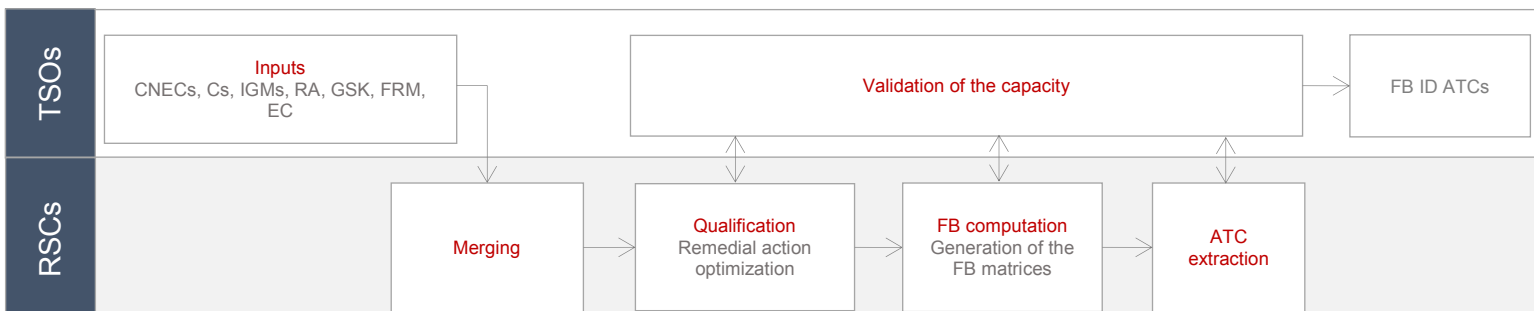 TSOs
Inputs
CNECs, Cs, IGMs, RA, GSK, FRM,
EC
Validation of the capacity
FB ID ATCs
RSCs
Merging
Qualification
Remedial action
optimization
FB computation
Generation of the
FB matrices
ATC
extraction